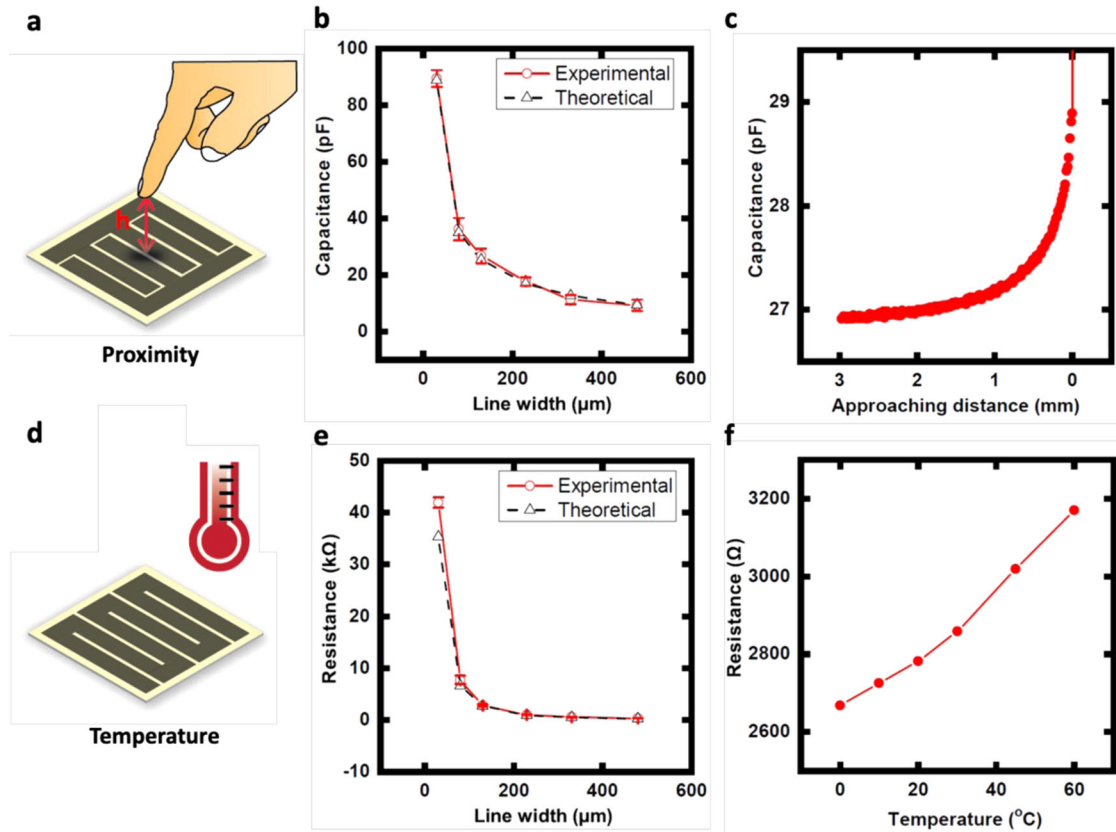 a
h
Proximity
b
100
80
60
40
20
0
Capacitance (pF)
Experimental
Theoretical
0 200 400 600
Line width (µm)
c
29
28
27
Capacitance (pF)
3 2 1 0
Approaching distance (mm)
d
Temperature
e
50
40
30
20
10
0
-10
Resistance (kΩ)
Experimental
Theoretical
0 200 400 600
Line width (µm)
f
3200
3000
2800
2600
Resistance (Ω)
0 20 40 60
Temperature (°C)